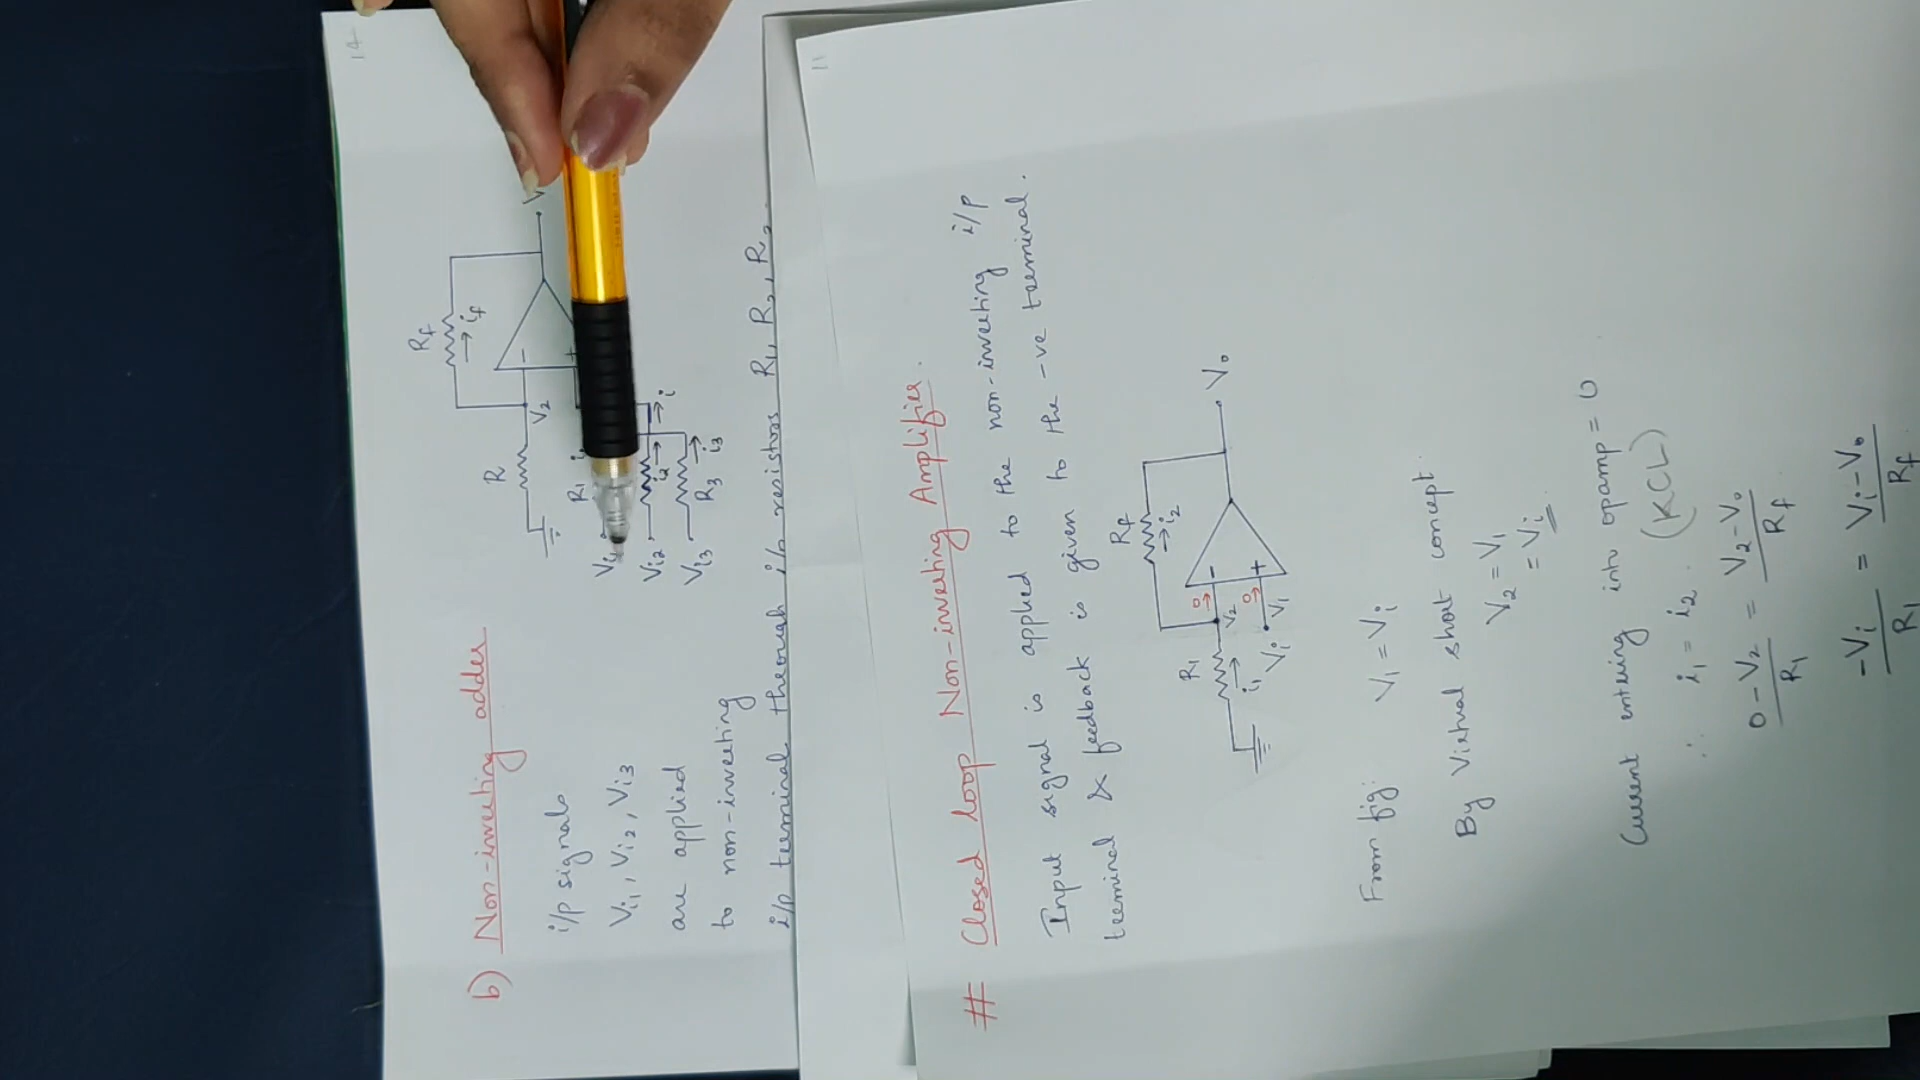 14
b) Non-inverting adder
i/p signals
Vi1, Vi2, Vi3
are applied
to non-inverting
i/p terminal through i/p resistors R1, R2, R3.
Rf
if
R
V2
-
+
R1
Vi2
i2
i
Vi3
R3
i3
11
# Closed loop Non-inverting Amplifier.
Input signal is applied to the non-inverting i/p
terminal & feedback is given to the -ve terminal.
Rf
i2
R1
i1
0
V2
-
Vo
0
+
Vi
V1
From fig: V1 = Vi
By Virtual short concept.
V2 = V1
= Vi
Current entering into opamp = 0
∴ i1 = i2. (KCL)
0 - V2 / R1 = V2 - Vo / Rf
-Vi / R1 = Vi - Vo / Rf